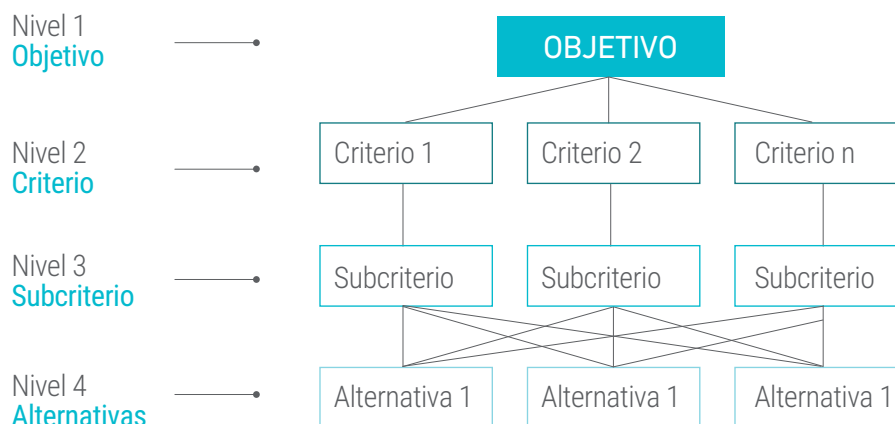 Nivel 1
Objetivo
OBJETIVO
Nivel 2
Criterio
Criterio 1
Criterio 2
Criterio n
Nivel 3
Subcriterio
Subcriterio
Subcriterio
Subcriterio
Nivel 4
Alternativas
Alternativa 1
Alternativa 1
Alternativa 1